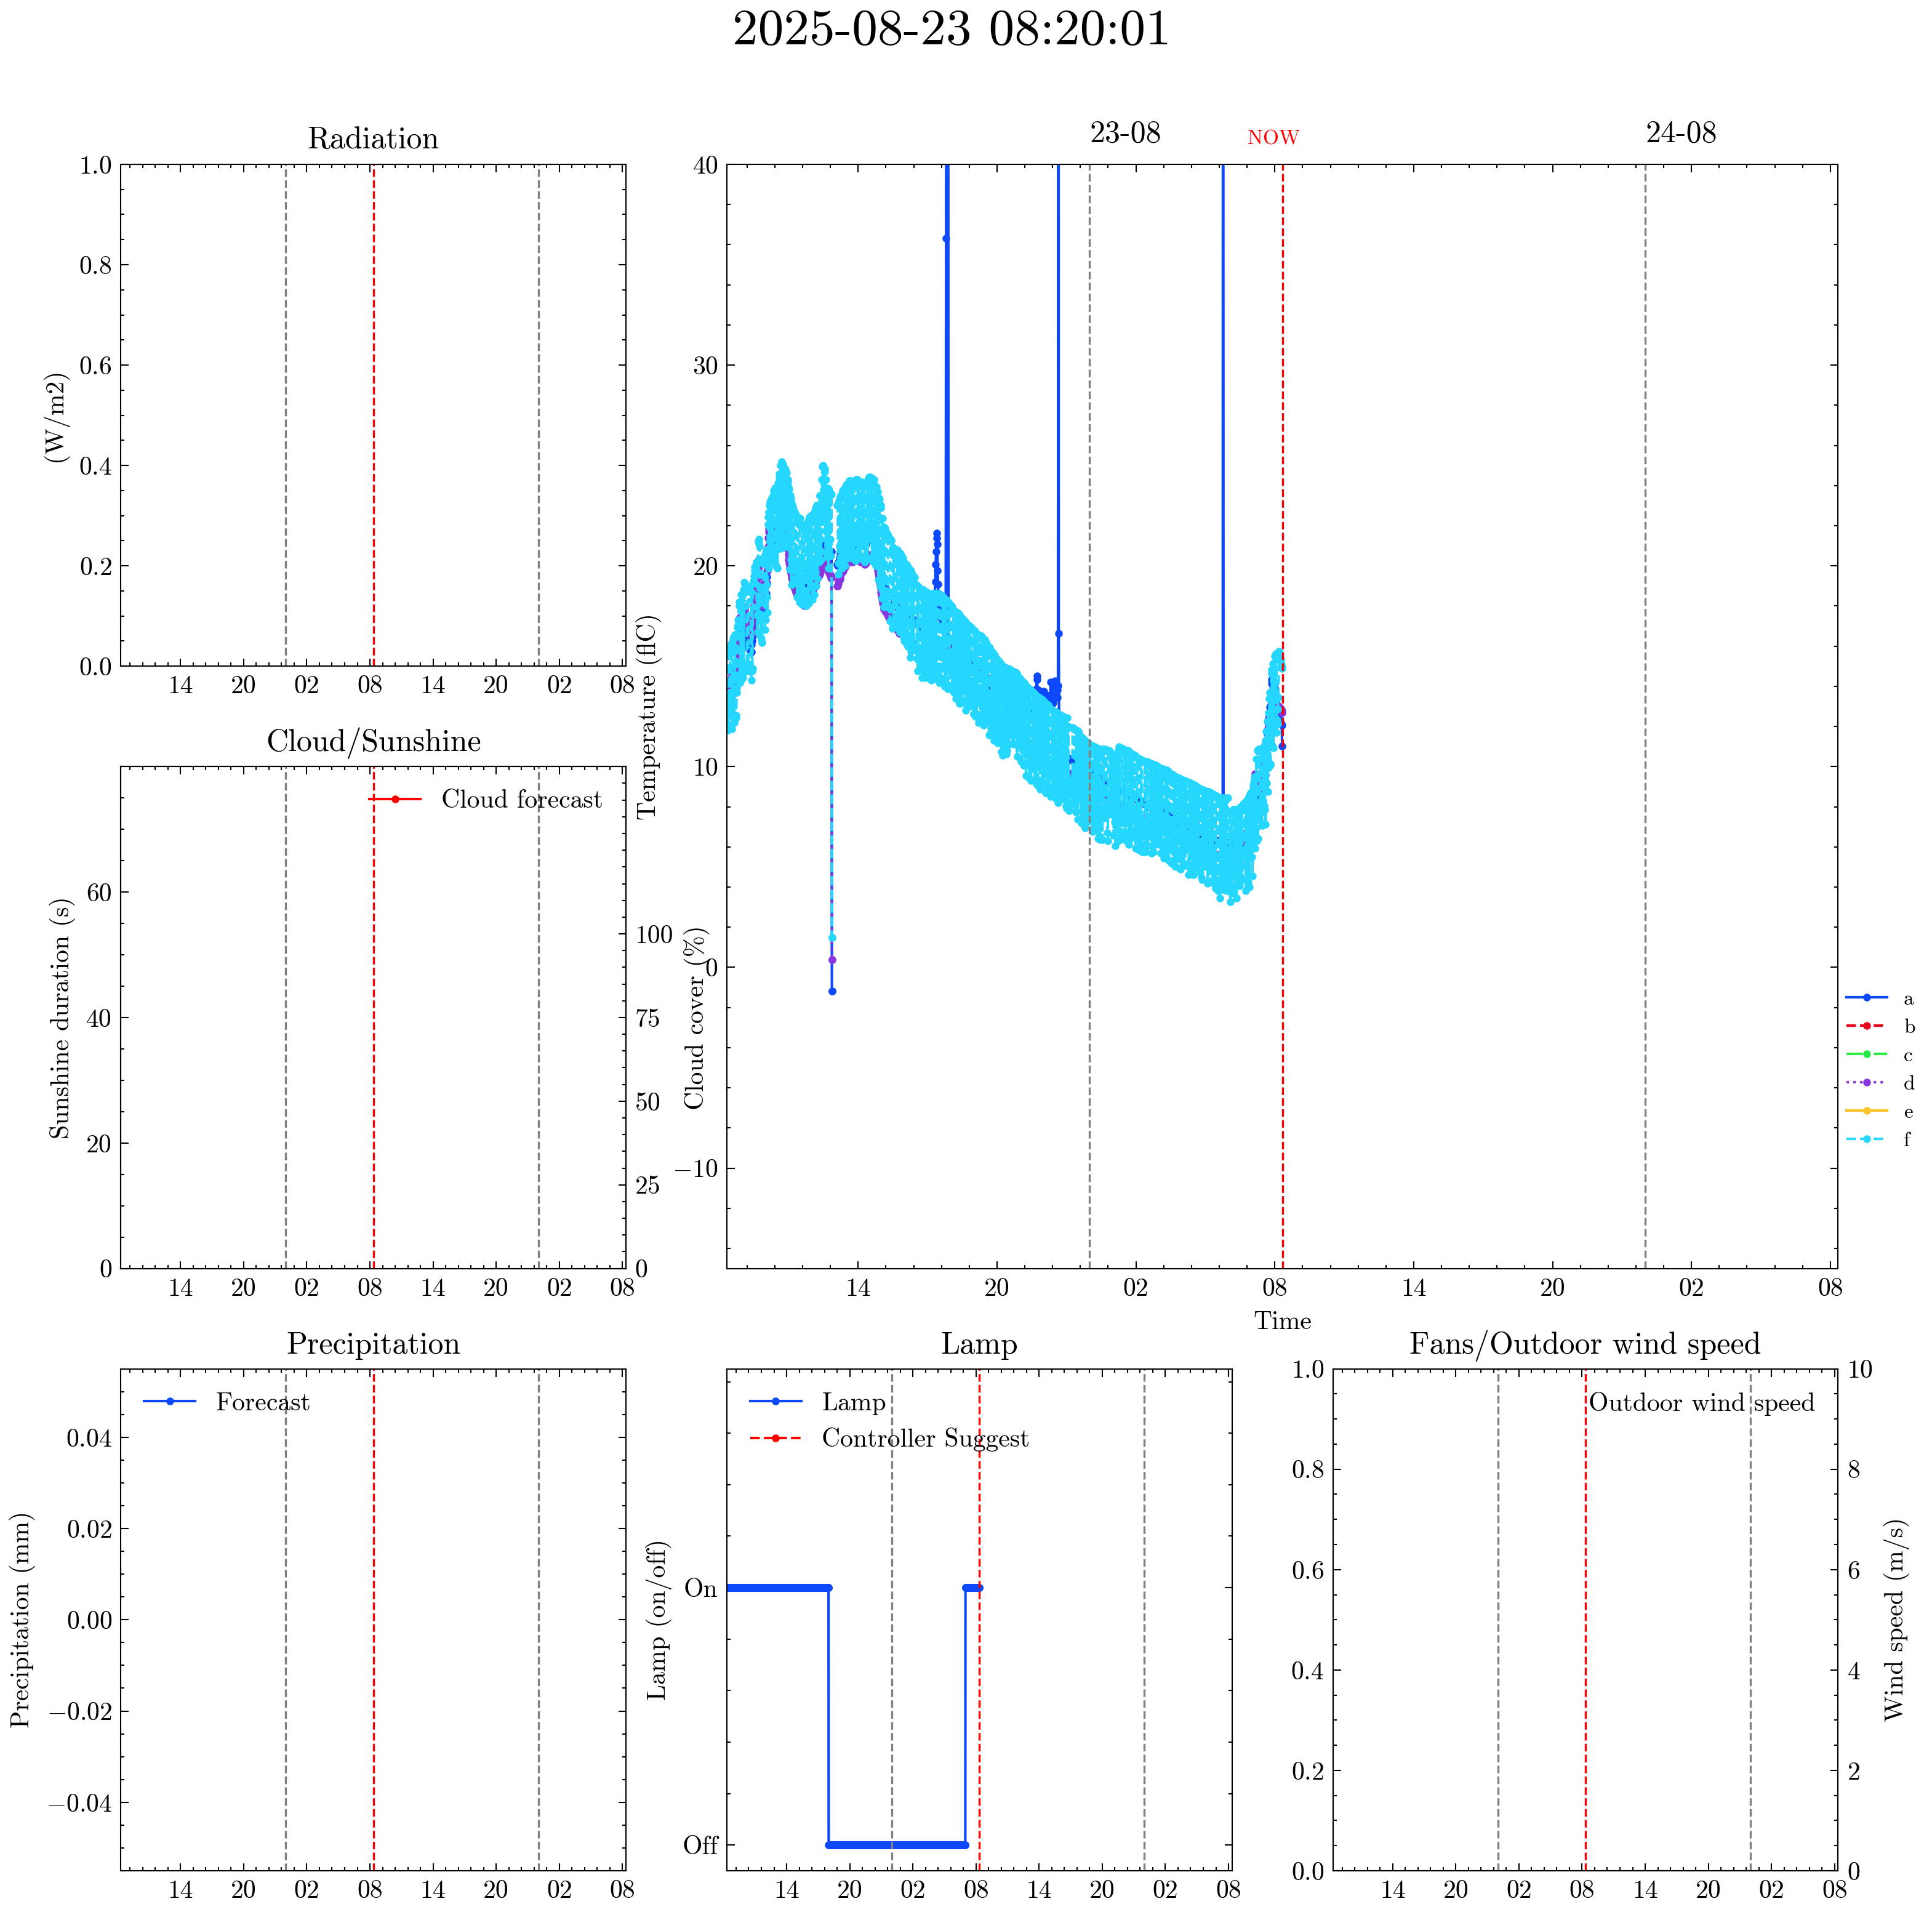 2025-08-23 08:20:01
Radiation
(W/m2)
1.0
0.8
0.6
0.4
0.2
0.0
14 20 02 08 14 20 02 08
23-08 NOW 24-08
Temperature (flC)
40
30
20
10
0
−10
14 20 02 08 14 20 02 08
Time
a
b
c
d
e
f
Cloud/Sunshine
Cloud forecast
Sunshine duration (s)
60
40
20
0
Cloud cover (%)
100
75
50
25
0
14 20 02 08 14 20 02 08
Precipitation
Forecast
Precipitation (mm)
0.04
0.02
0.00
−0.02
−0.04
14 20 02 08 14 20 02 08
Lamp
Lamp
Controller Suggest
Lamp (on/off)
On
Off
14 20 02 08 14 20 02 08
Fans/Outdoor wind speed
Outdoor wind speed
1.0
0.8
0.6
0.4
0.2
0.0
10
8
6
4
2
0
Wind speed (m/s)
14 20 02 08 14 20 02 08